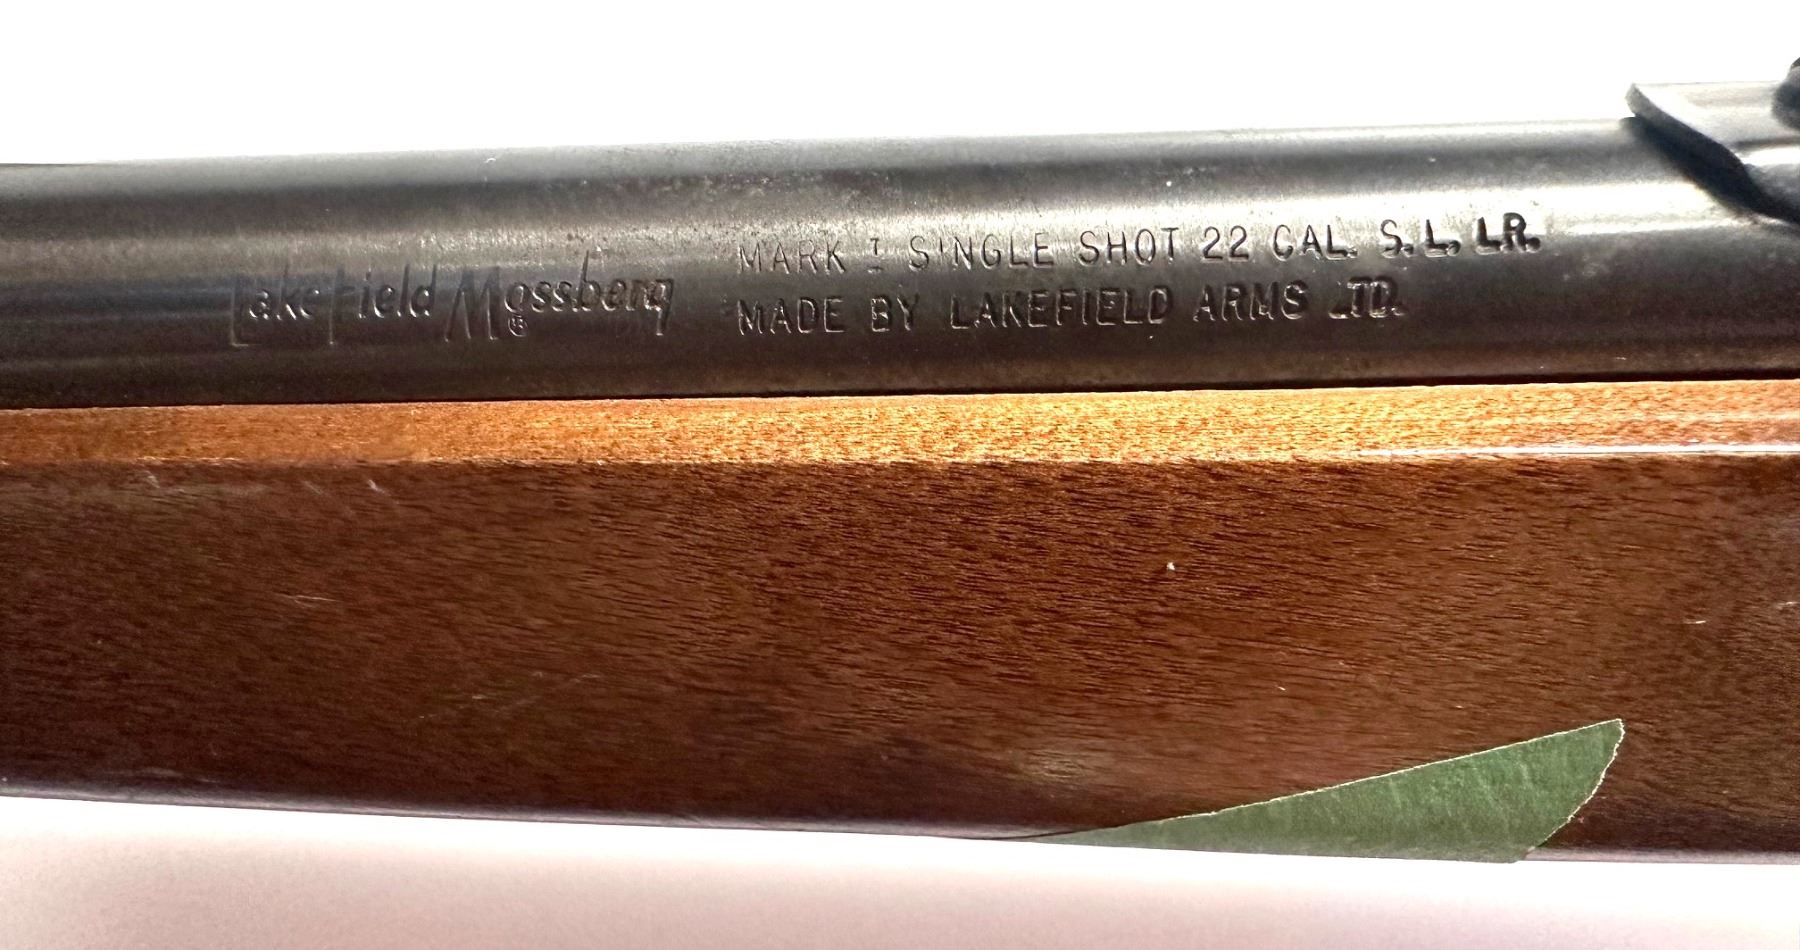 Lakefield Mossberg ®
MARK I SINGLE SHOT 22 CAL. S. L. LR.
MADE BY LAKEFIELD ARMS LTD.